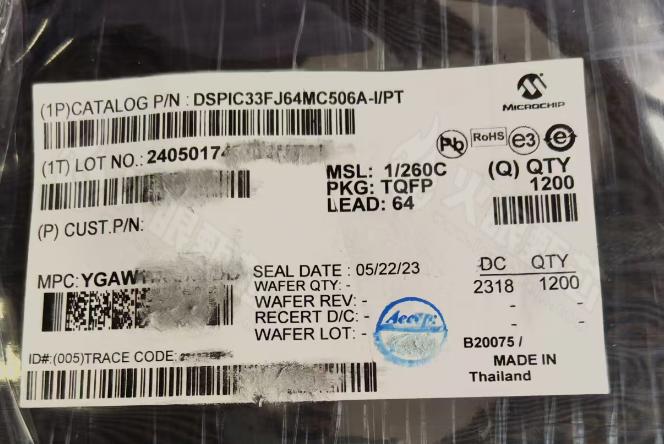 (1P)CATALOG P/N : DSPIC33FJ64MC506A-I/PT
MICROCHIP
(1T) LOT NO.: 24050174
Pb RoHS e3 e
MSL: 1/260C
PKG: TQFP
LEAD: 64
(Q) QTY
1200
(P) CUST.P/N:
MPC:YGAW
SEAL DATE : 05/22/23
WAFER QTY: -
WAFER REV: -
RECERT D/C: -
WAFER LOT: -
DC QTY
2318 1200
- -
- -
B20075 /
MADE IN
Thailand
ID#:(005)TRACE CODE: